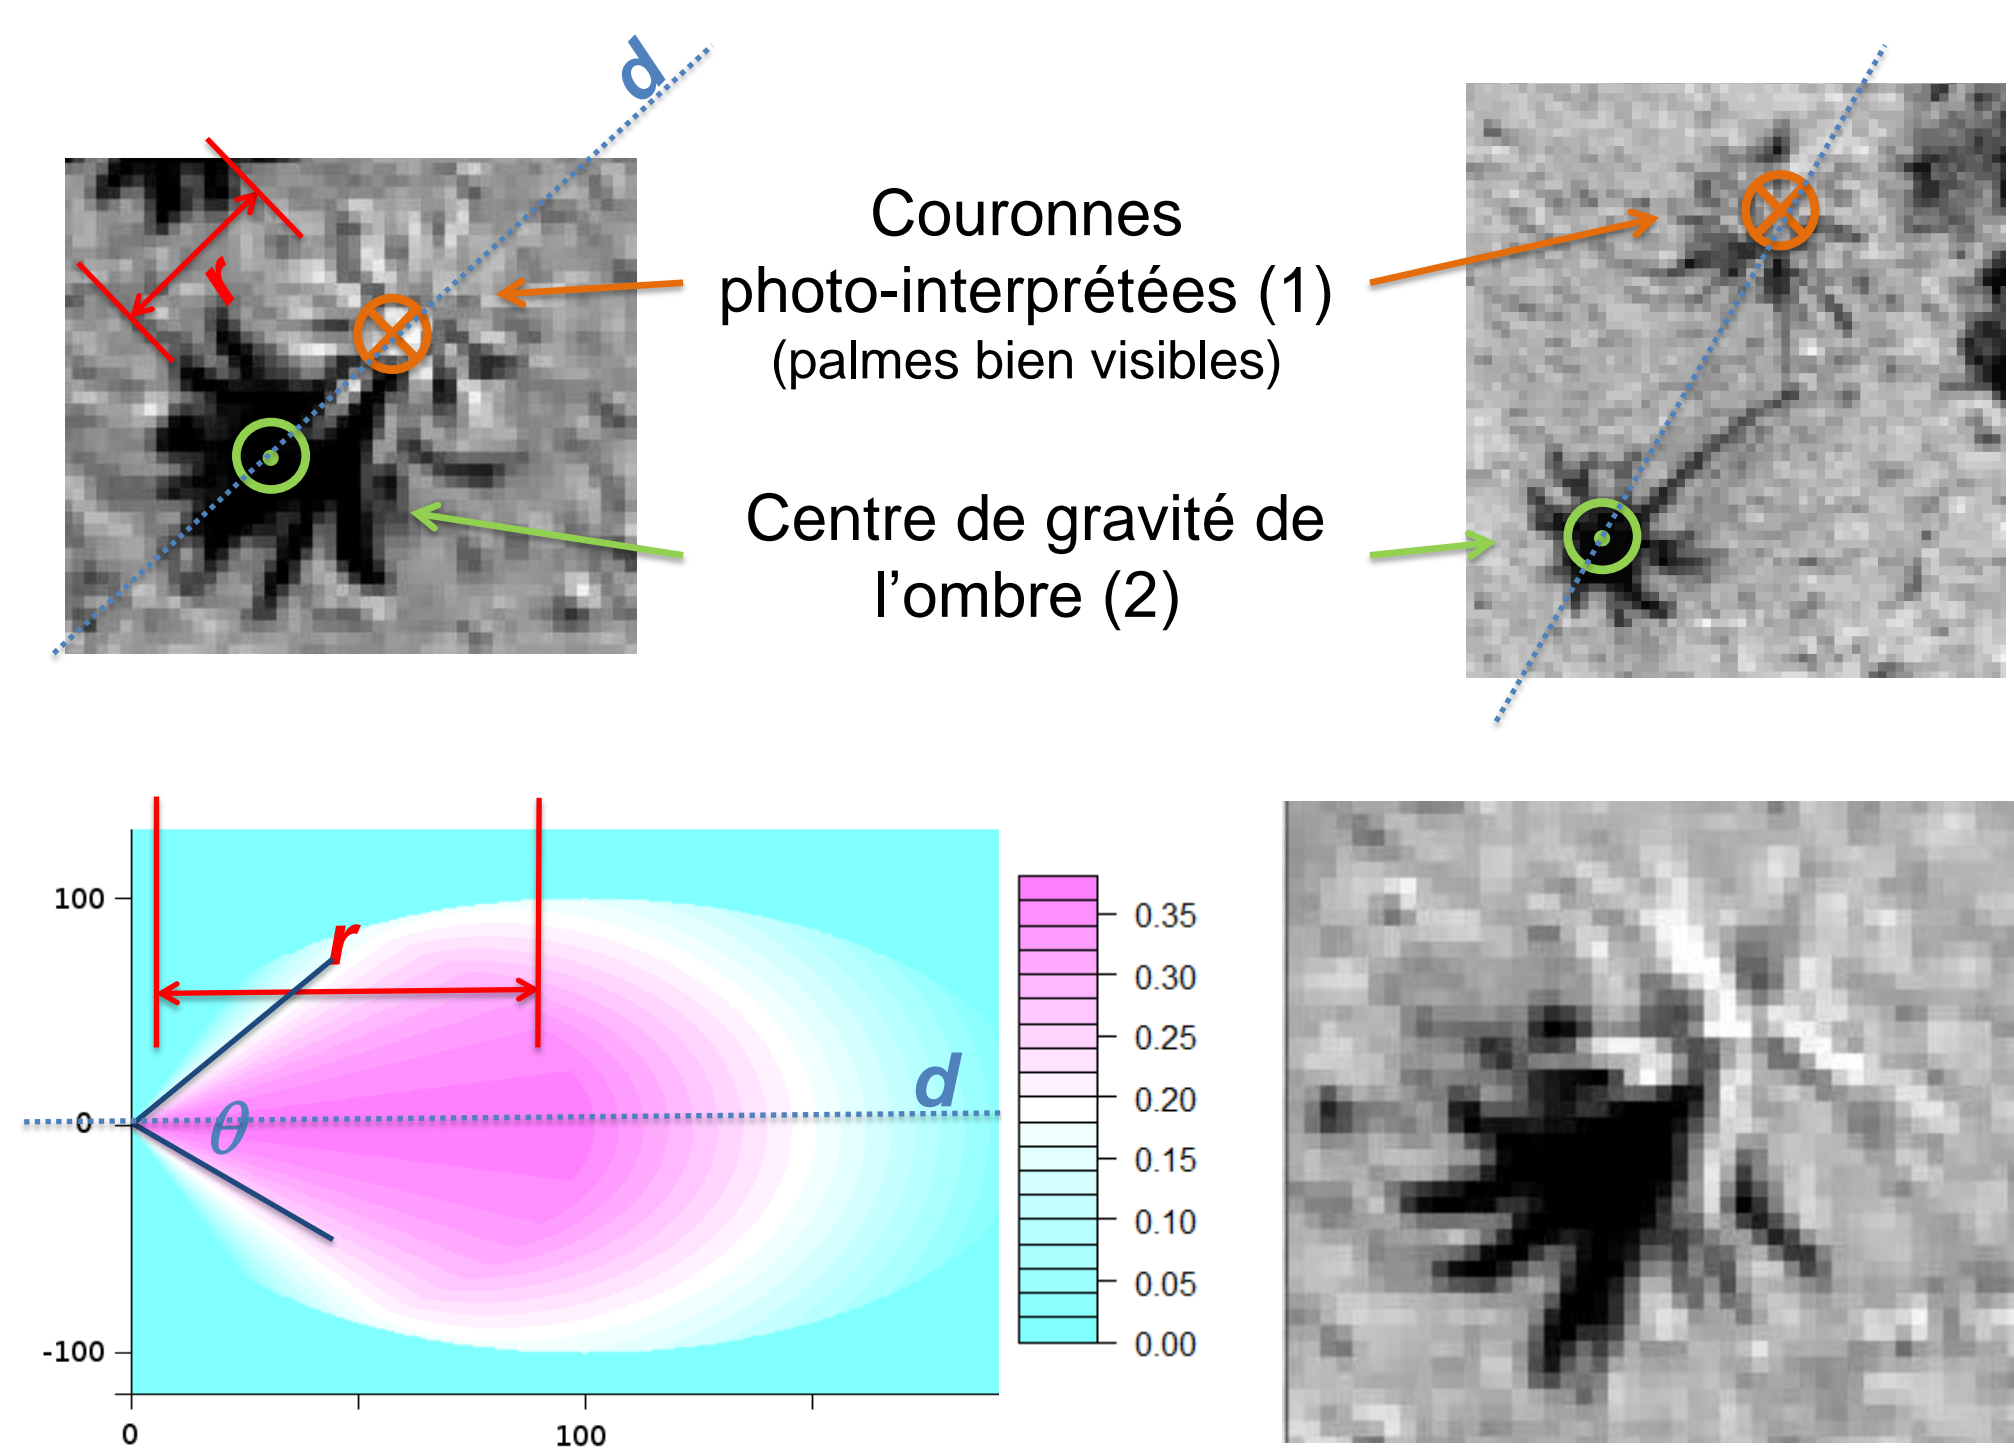 d
r
Couronnes
photo-interprétées (1)
(palmes bien visibles)
Centre de gravité de
l'ombre (2)
100
0
-100
0
100
r
d
θ
0.35
0.30
0.25
0.20
0.15
0.10
0.05
0.00